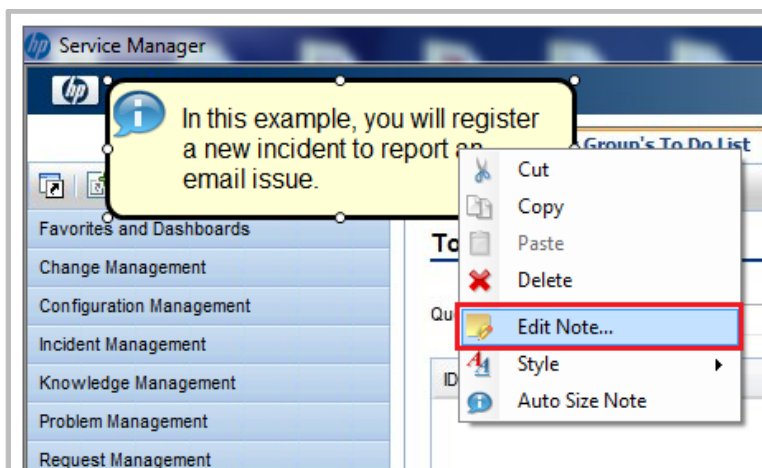 Service Manager
hp
In this example, you will register
a new incident to report an
email issue.
Group's To Do List
Cut
Copy
Paste
Delete
Edit Note...
Style
Auto Size Note
Favorites and Dashboards
Change Management
Configuration Management
Incident Management
Knowledge Management
Problem Management
Request Management
To
Qu
ID